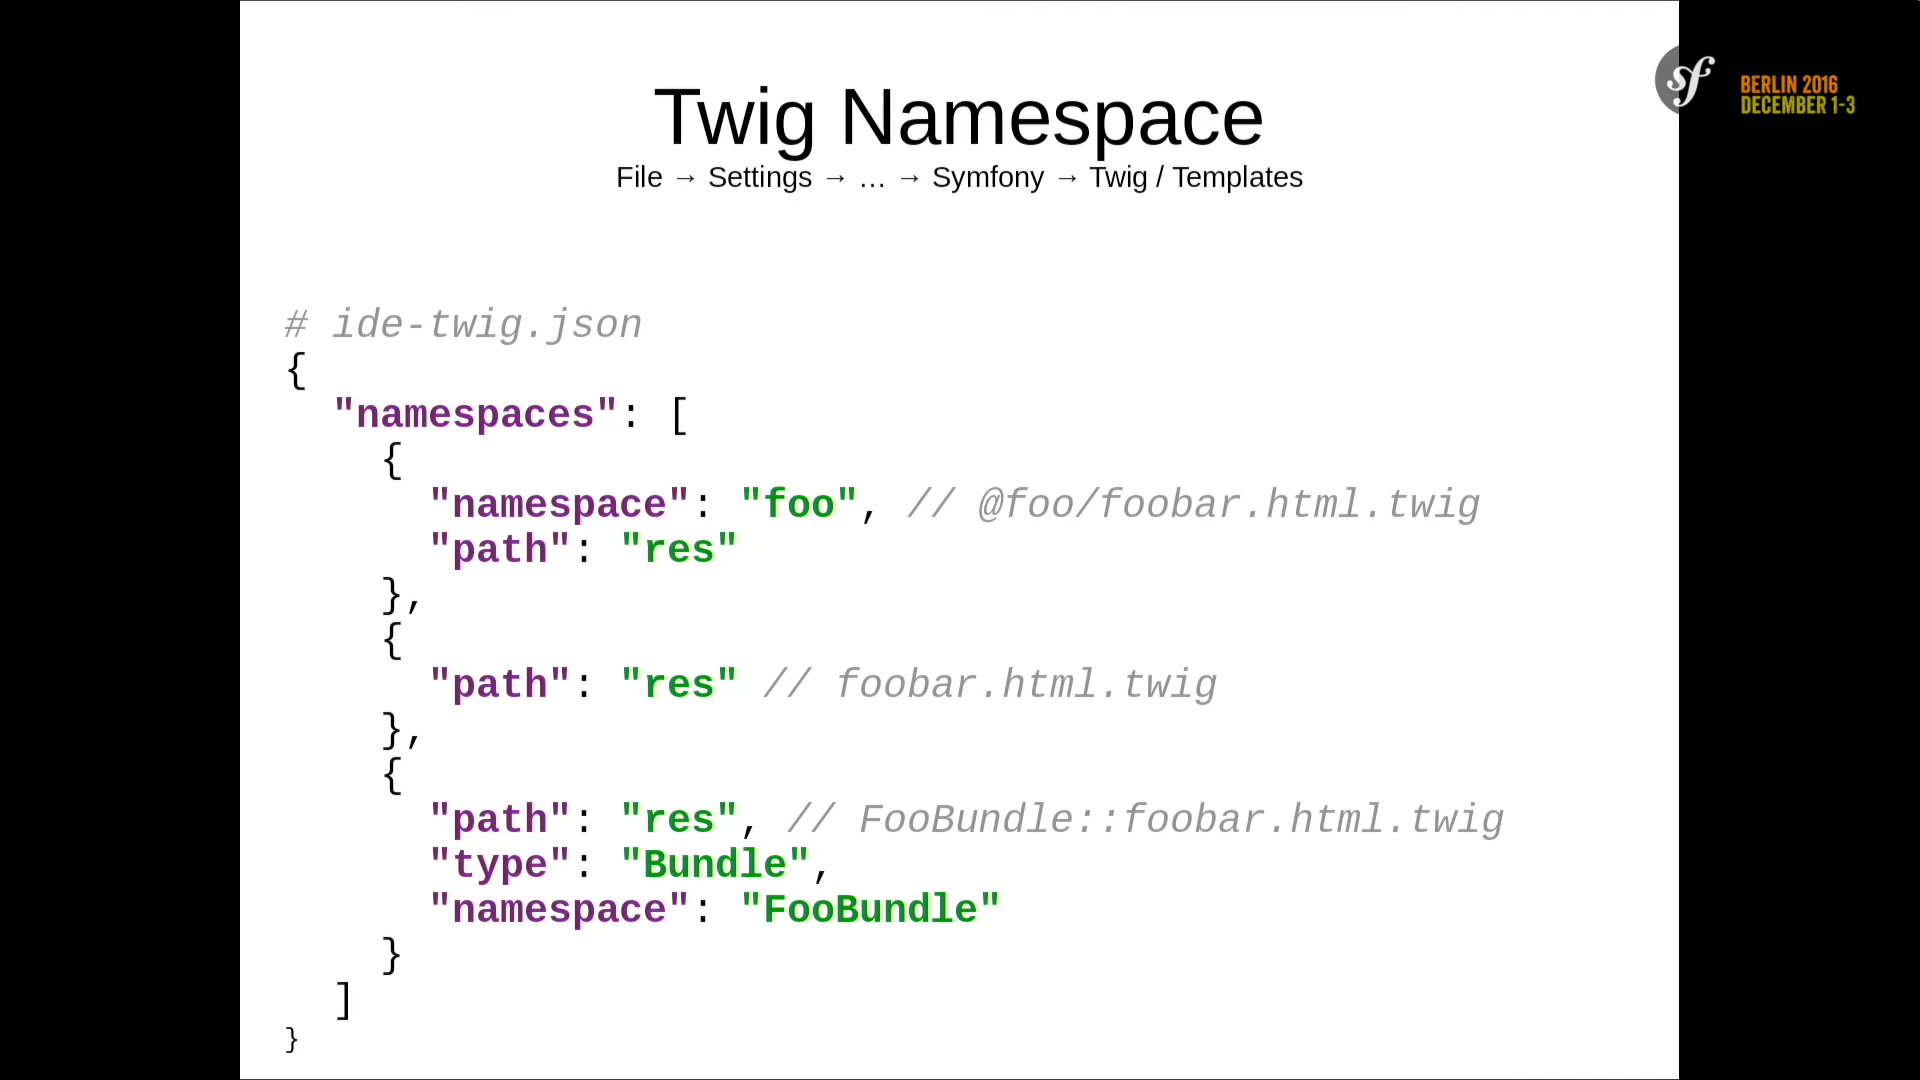 Twig Namespace
File → Settings → … → Symfony → Twig / Templates
sf
BERLIN 2016
DECEMBER 1-3
# ide-twig.json
{
  "namespaces": [
    {
      "namespace": "foo", // @foo/foobar.html.twig
      "path": "res"
    },
    {
      "path": "res" // foobar.html.twig
    },
    {
      "path": "res", // FooBundle::foobar.html.twig
      "type": "Bundle",
      "namespace": "FooBundle"
    }
  ]
}